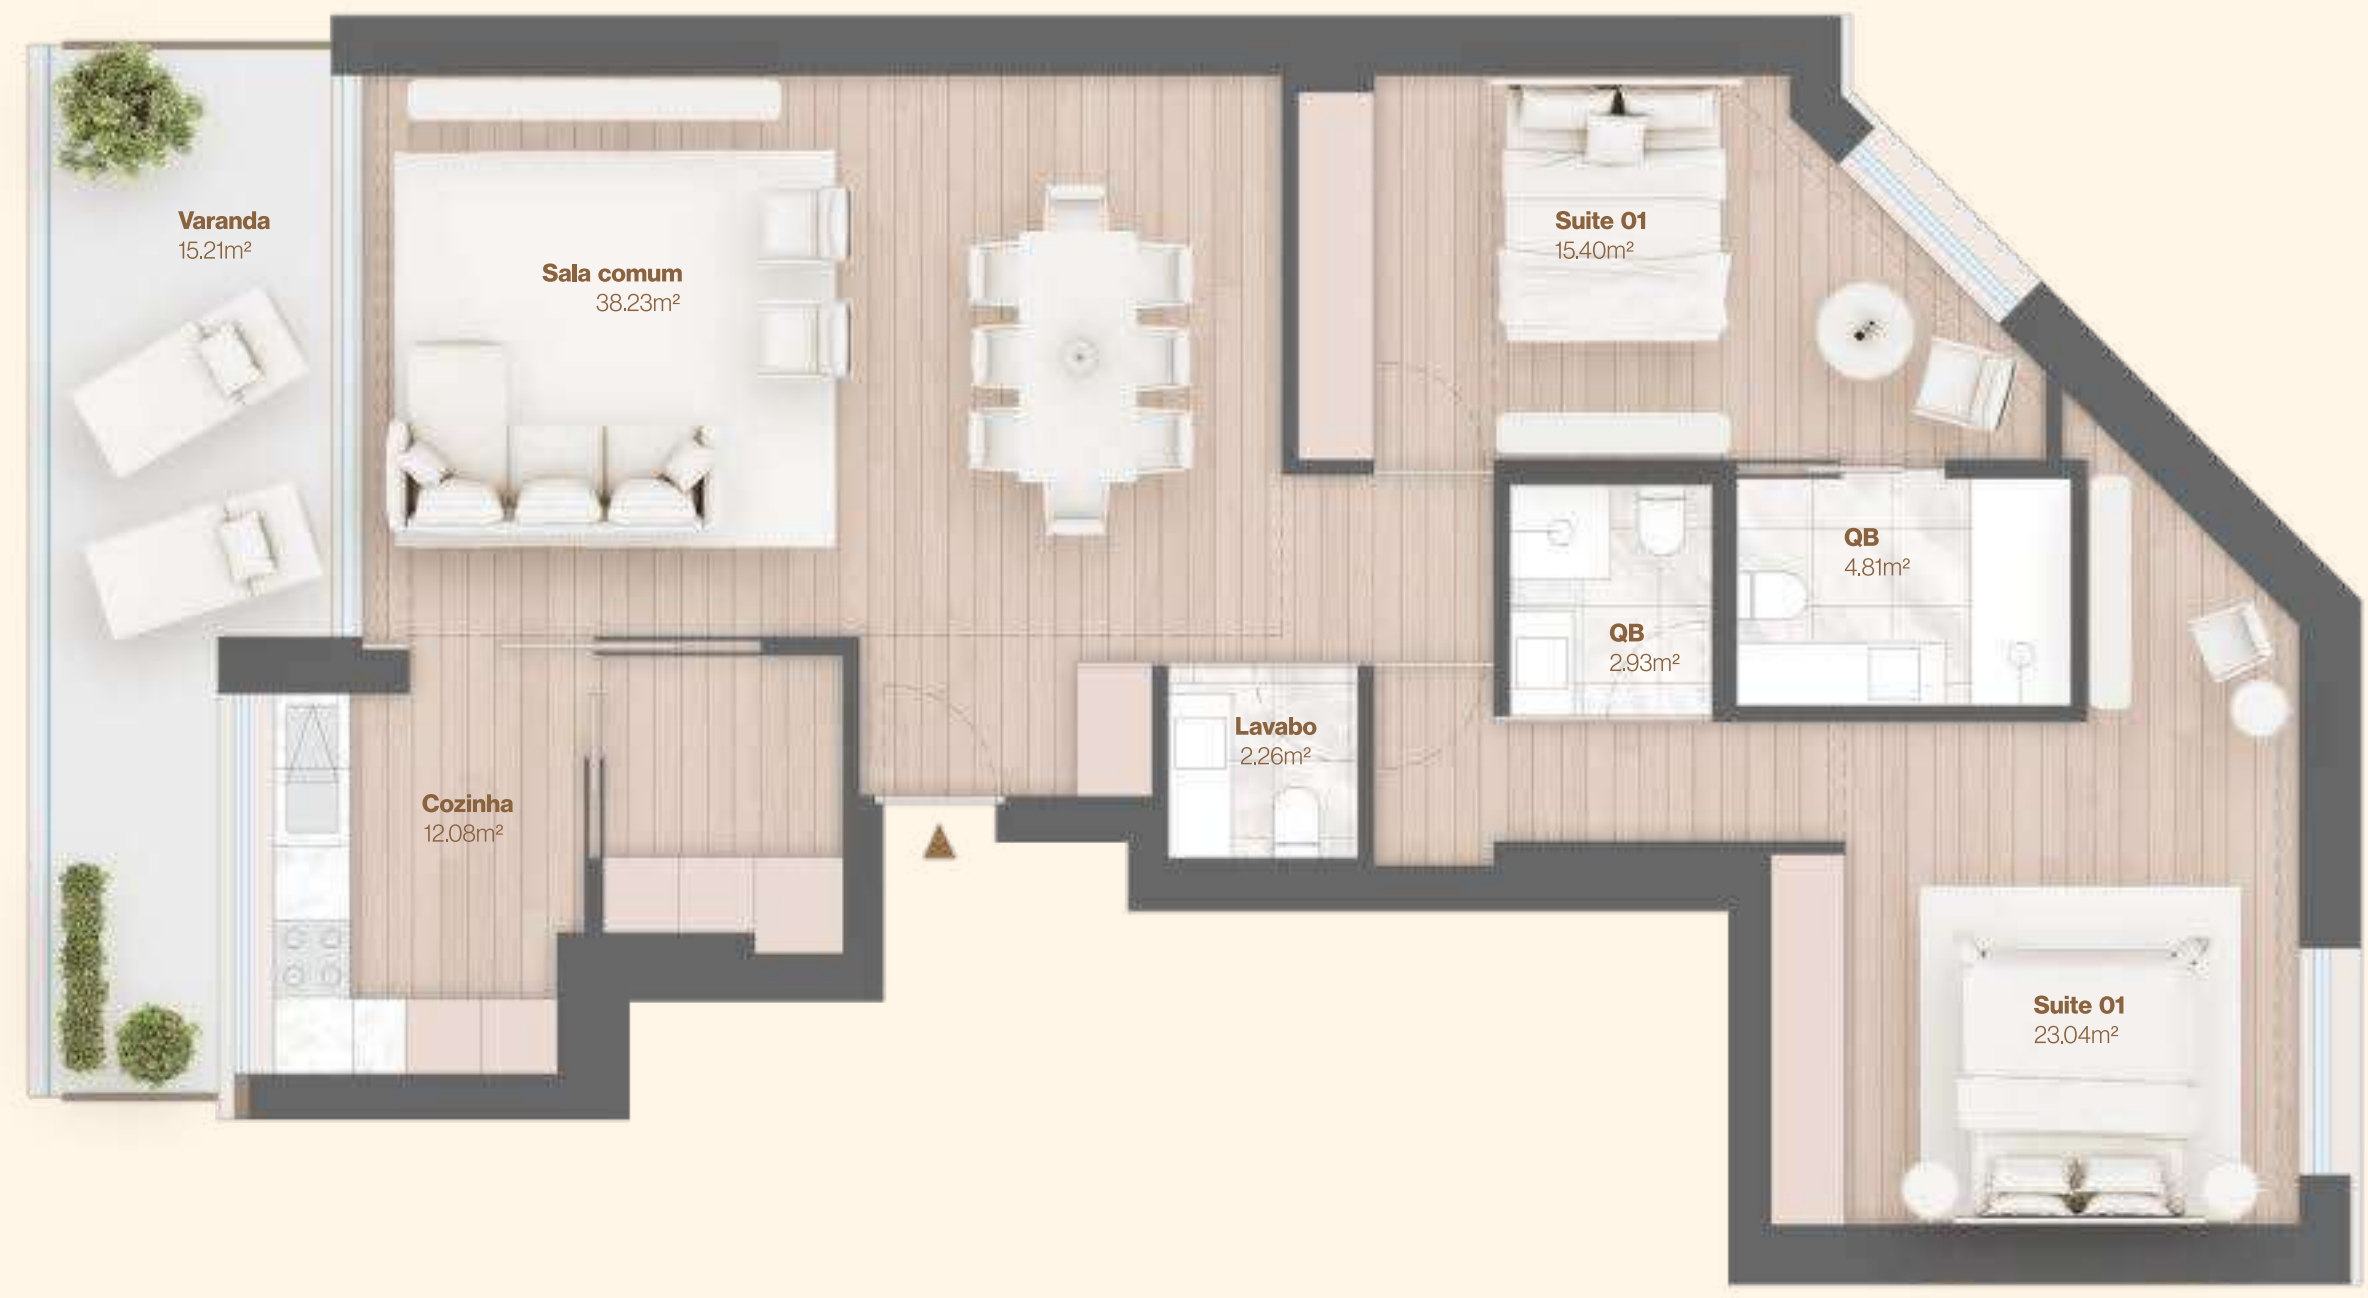 Varanda
15.21m²
Sala comum
38.23m²
Suite 01
15.40m²
QB
4.81m²
QB
2.93m²
Lavabo
2.26m²
Cozinha
12.08m²
Suite 01
23.04m²